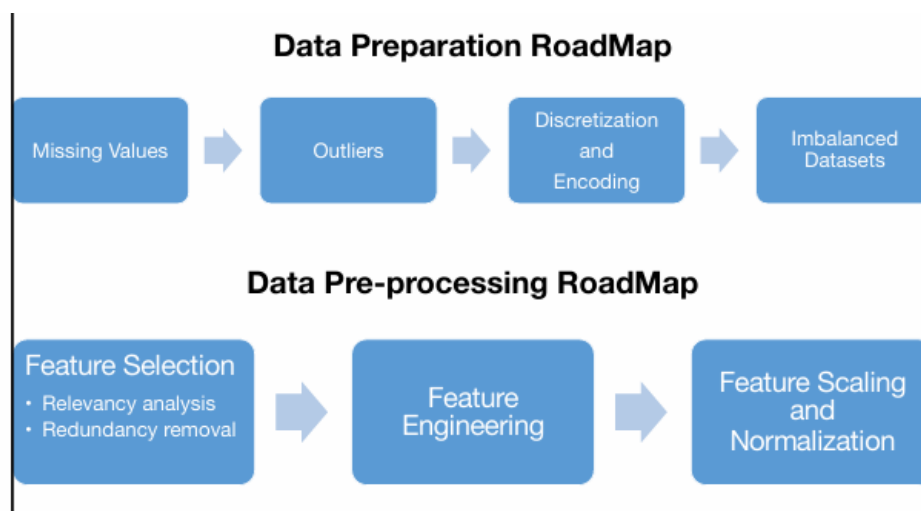 Data Preparation RoadMap
Missing Values
Outliers
Discretization
and
Encoding
Imbalanced
Datasets
Data Pre-processing RoadMap
Feature Selection
• Relevancy analysis
• Redundancy removal
Feature
Engineering
Feature Scaling
and
Normalization